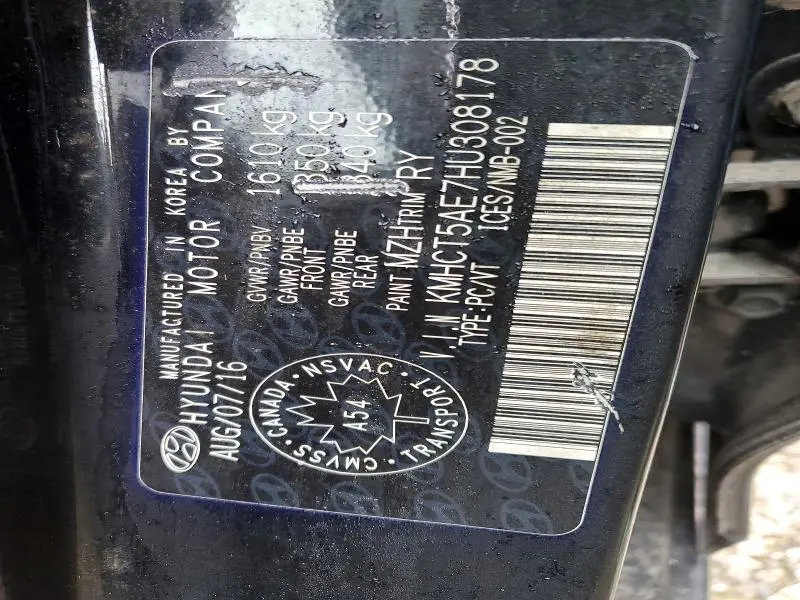 MANUFACTURED IN KOREA BY
HYUNDAI MOTOR COMPAN
AUG/07/16
GVWR/PNBV 1610 kg
GAWR/PNBE FRONT 850 kg
GAWR/PNBE REAR 840 kg
PAINT MZH TRIM PRY
V.I.N KMHCT5AE7HU308178
TYPE:PC/VT ICES/NMB-002
CANADA · NSVAC · TRANSPORT · CMVSS
A54